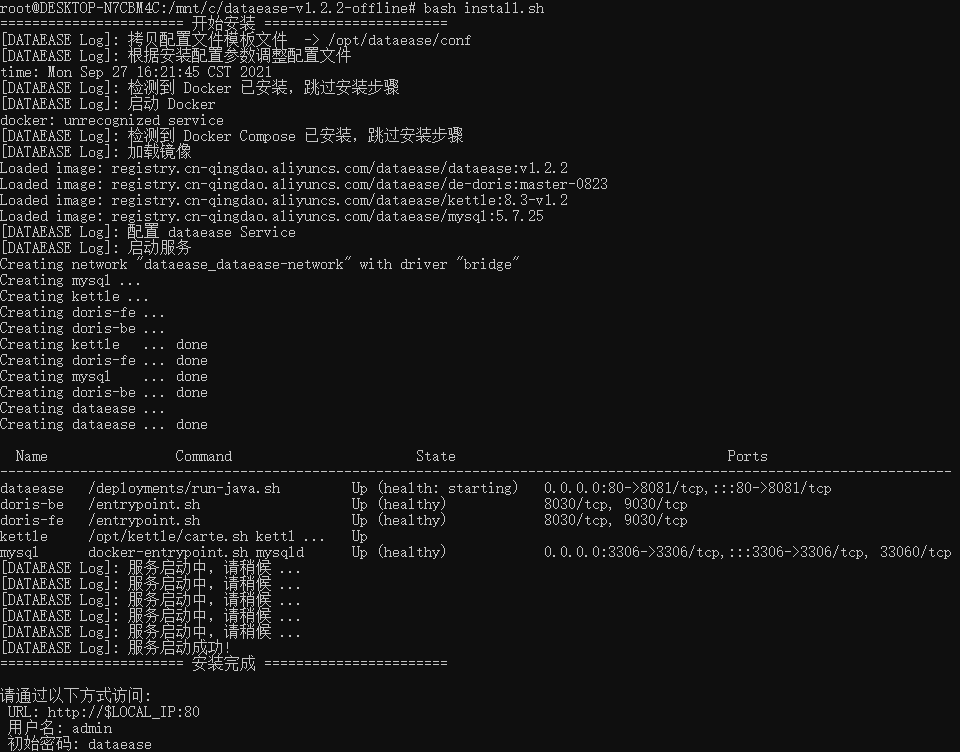 root@DESKTOP-N7CBM4C:/mnt/c/dataease-v1.2.2-offline# bash install.sh
======================= 开始安装 =======================
[DATAEASE Log]: 拷贝配置文件模板文件  -> /opt/dataease/conf
[DATAEASE Log]: 根据安装配置参数调整配置文件
time: Mon Sep 27 16:21:45 CST 2021
[DATAEASE Log]: 检测到 Docker 已安装，跳过安装步骤
[DATAEASE Log]: 启动 Docker
docker: unrecognized service
[DATAEASE Log]: 检测到 Docker Compose 已安装，跳过安装步骤
[DATAEASE Log]: 加载镜像
Loaded image: registry.cn-qingdao.aliyuncs.com/dataease/dataease:v1.2.2
Loaded image: registry.cn-qingdao.aliyuncs.com/dataease/de-doris:master-0823
Loaded image: registry.cn-qingdao.aliyuncs.com/dataease/kettle:8.3-v1.2
Loaded image: registry.cn-qingdao.aliyuncs.com/dataease/mysql:5.7.25
[DATAEASE Log]: 配置 dataease Service
[DATAEASE Log]: 启动服务
Creating network "dataease_dataease-network" with driver "bridge"
Creating mysql ...
Creating kettle ...
Creating doris-fe ...
Creating doris-be ...
Creating kettle   ... done
Creating doris-fe ... done
Creating mysql    ... done
Creating doris-be ... done
Creating dataease ...
Creating dataease ... done
  Name                Command                       State                                  Ports
-----------------------------------------------------------------------------------------------------------------------
dataease   /deployments/run-java.sh         Up (health: starting)   0.0.0.0:80->8081/tcp,:::80->8081/tcp
doris-be   /entrypoint.sh                   Up (healthy)            8030/tcp, 9030/tcp
doris-fe   /entrypoint.sh                   Up (healthy)            8030/tcp, 9030/tcp
kettle     /opt/kettle/carte.sh kettl ...   Up
mysql      docker-entrypoint.sh mysqld      Up (healthy)            0.0.0.0:3306->3306/tcp,:::3306->3306/tcp, 33060/tcp
[DATAEASE Log]: 服务启动中，请稍候 ...
[DATAEASE Log]: 服务启动中，请稍候 ...
[DATAEASE Log]: 服务启动中，请稍候 ...
[DATAEASE Log]: 服务启动中，请稍候 ...
[DATAEASE Log]: 服务启动中，请稍候 ...
[DATAEASE Log]: 服务启动成功!
======================= 安装完成 =======================
请通过以下方式访问:
 URL: http://$LOCAL_IP:80
 用户名: admin
 初始密码: dataease